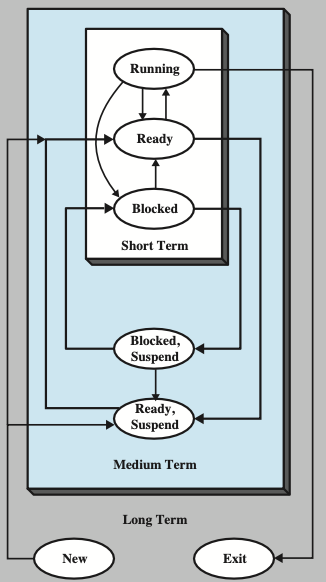 Running
Ready
Blocked
Short Term
Blocked,
Suspend
Ready,
Suspend
Medium Term
Long Term
New
Exit